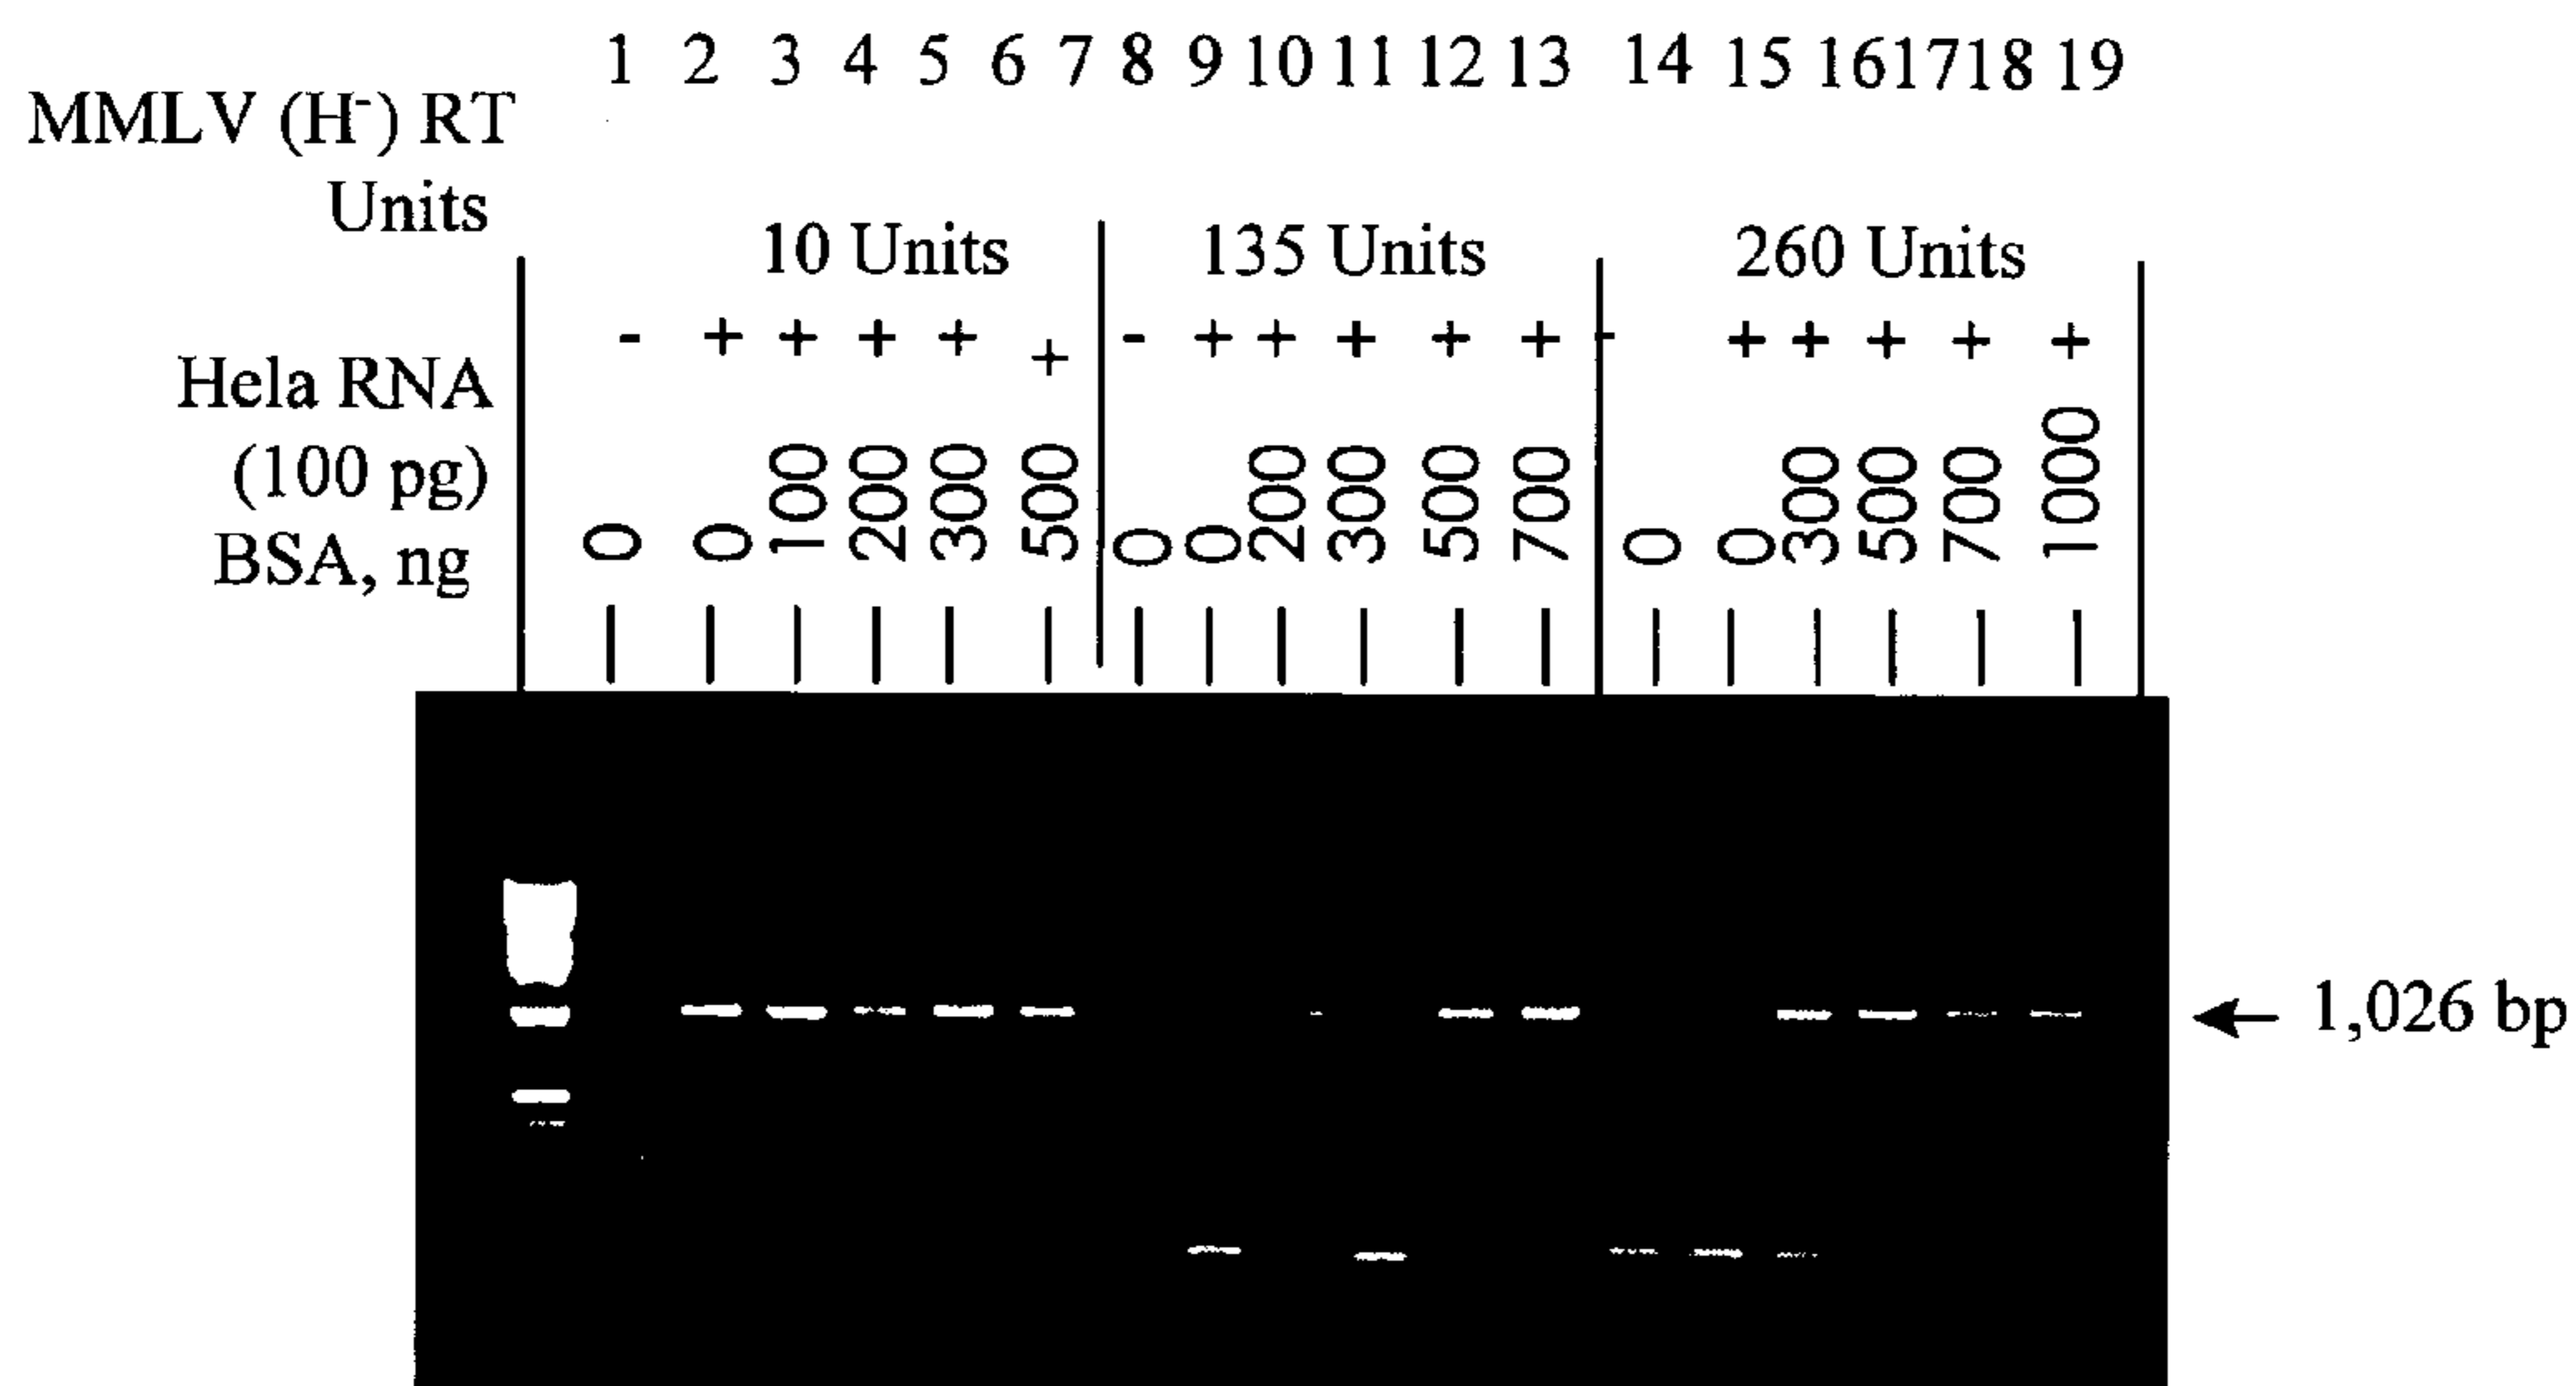 1 2 3 4 5 6 7 8 9 10 11 12 13 14 15 16 17 18 19
MMLV (H-) RT
Units
10 Units 135 Units 260 Units
- + + + + + - + + + + + - + + + + +
Hela RNA
(100 pg)
BSA, ng
0 0 100 200 300 500 0 0 200 300 500 700 0 0 300 500 700 1000
1,026 bp